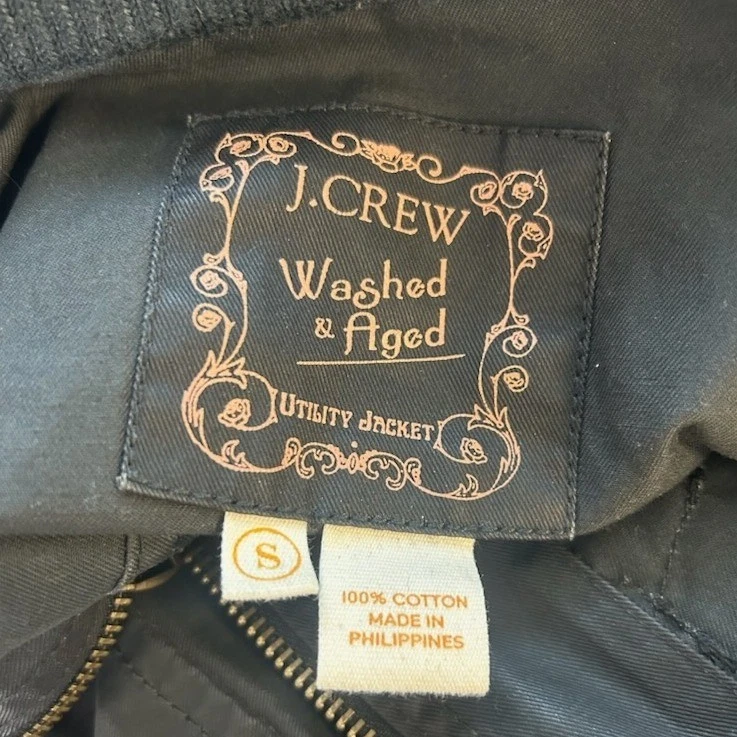 J.CREW
Washed
& Aged
UTILITY JACKET
S
100% COTTON
MADE IN
PHILIPPINES